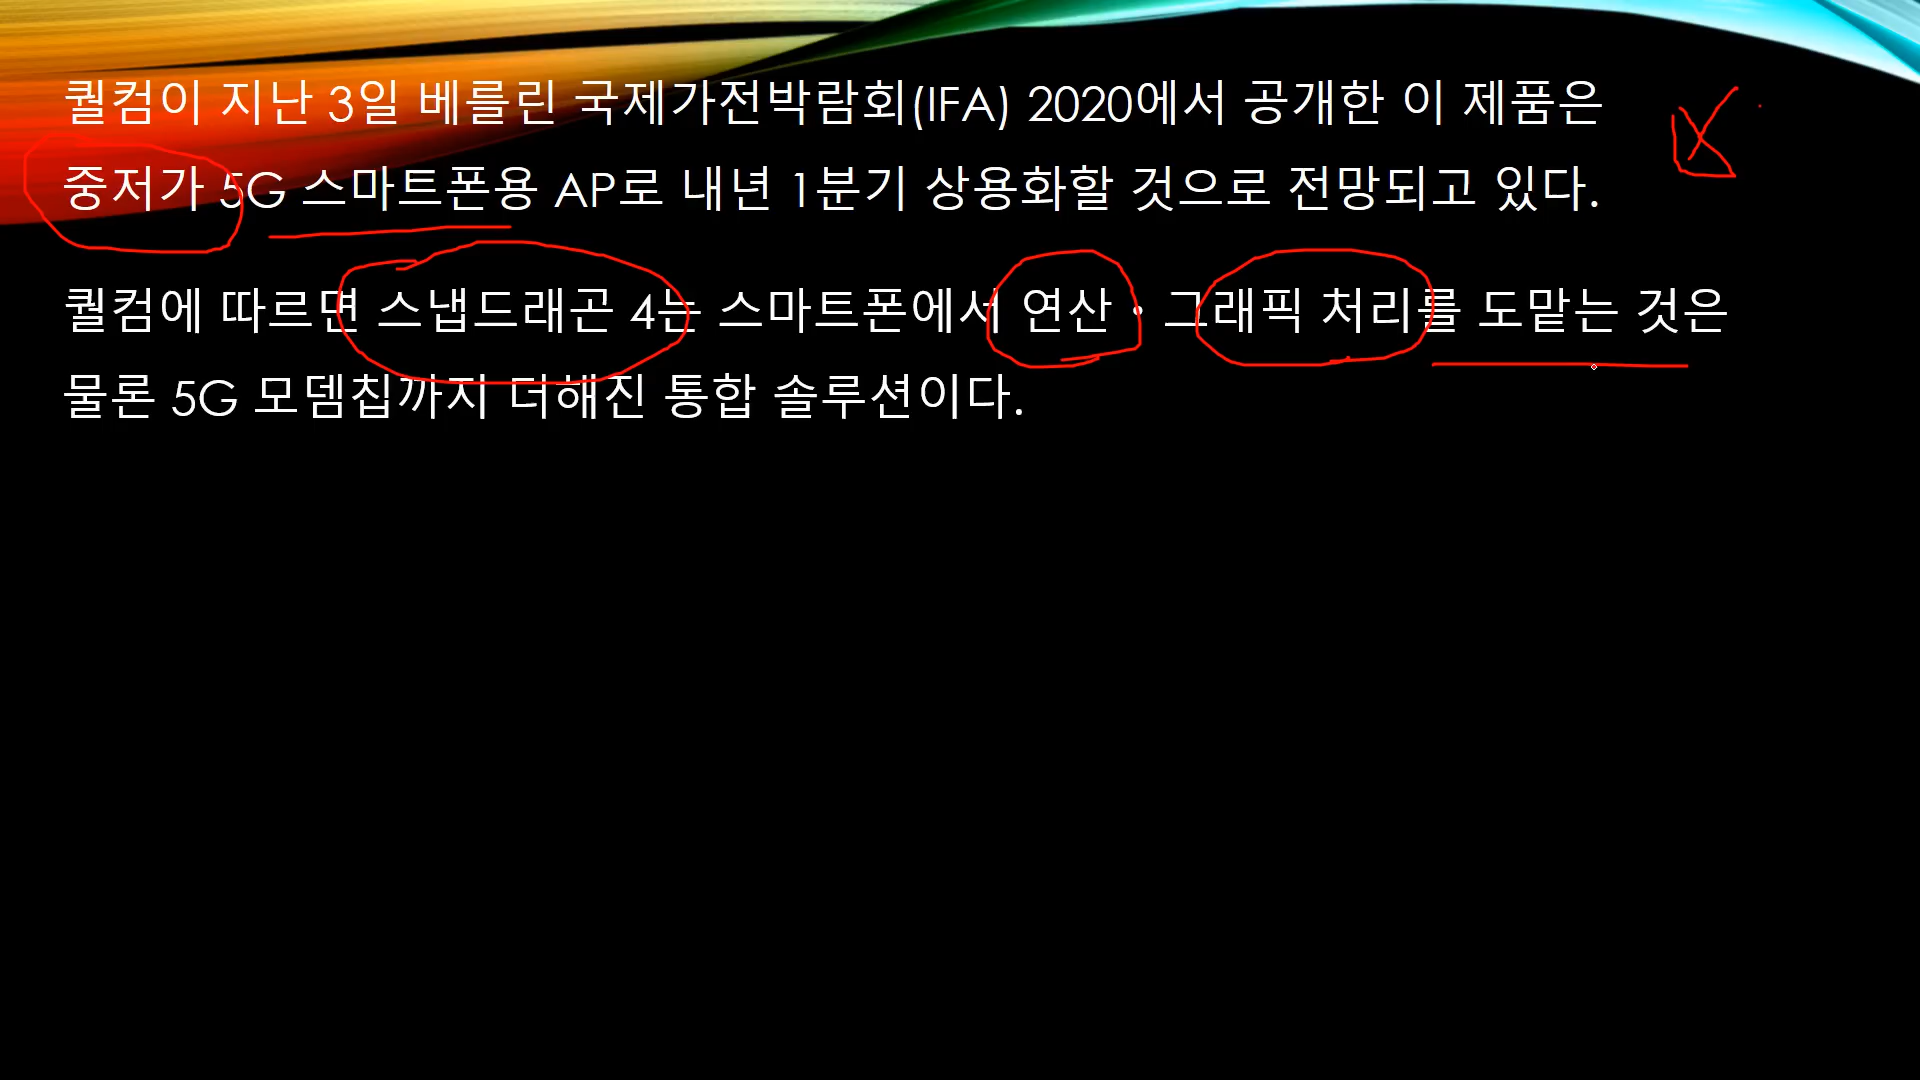 퀄컴이 지난 3일 베를린 국제가전박람회(IFA) 2020에서 공개한 이 제품은
중저가 5G 스마트폰용 AP로 내년 1분기 상용화할 것으로 전망되고 있다.
퀄컴에 따르면 스냅드래곤 4는 스마트폰에서 연산・그래픽 처리를 도맡는 것은
물론 5G 모뎀칩까지 더해진 통합 솔루션이다.